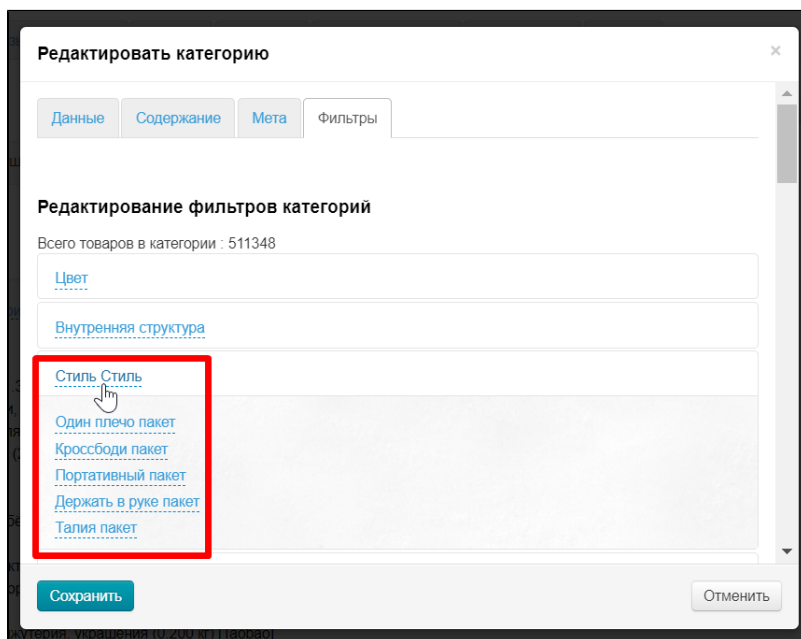 Редактировать категорию
×
Данные Содержание Мета Фильтры
Редактирование фильтров категорий
Всего товаров в категории : 511348
Цвет
Внутренняя структура
Стиль Стиль
Один плечо пакет
Кроссбоди пакет
Портативный пакет
Держать в руке пакет
Талия пакет
Сохранить Отменить